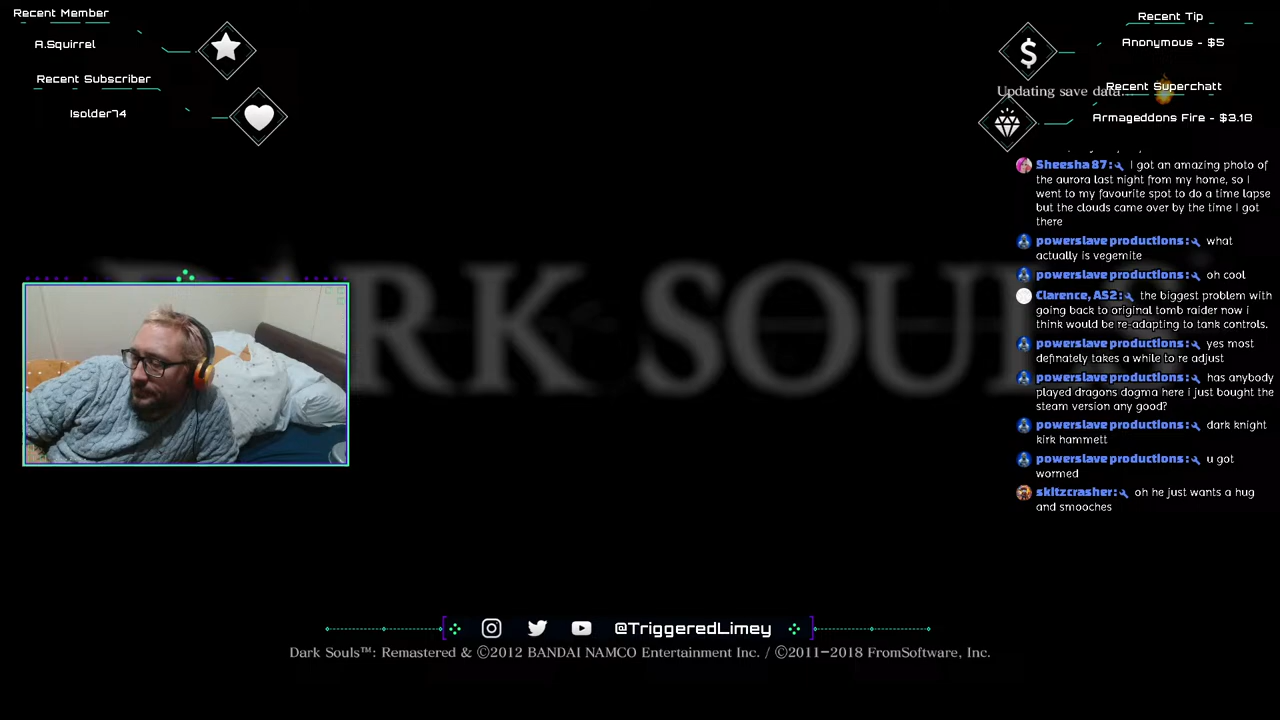 Recent Member
A.Squirrel
Recent Subscriber
Isolder74
Recent Tip
Anonymous - $5
Updating save data...
Recent Superchatt
Armageddons Fire - $3.18
Sheesha 87: I got an amazing photo of
the aurora last night from my home, so I
went to my favourite spot to do a time lapse
but the clouds came over by the time I got
there
powerslave productions: what
actually is vegemite
powerslave productions: oh cool
Clarence, AS2: the biggest problem with
going back to original tomb raider now i
think would be re-adapting to tank controls.
powerslave productions: yes most
definately takes a while to re adjust
powerslave productions: has anybody
played dragons dogma here i just bought the
steam version any good?
powerslave productions: dark knight
kirk hammett
powerslave productions: u got
wormed
skitzcrasher: oh he just wants a hug
and smooches
DARK SOULS
@TriggeredLimey
Dark Souls™: Remastered & ©2012 BANDAI NAMCO Entertainment Inc. / ©2011-2018 FromSoftware, Inc.